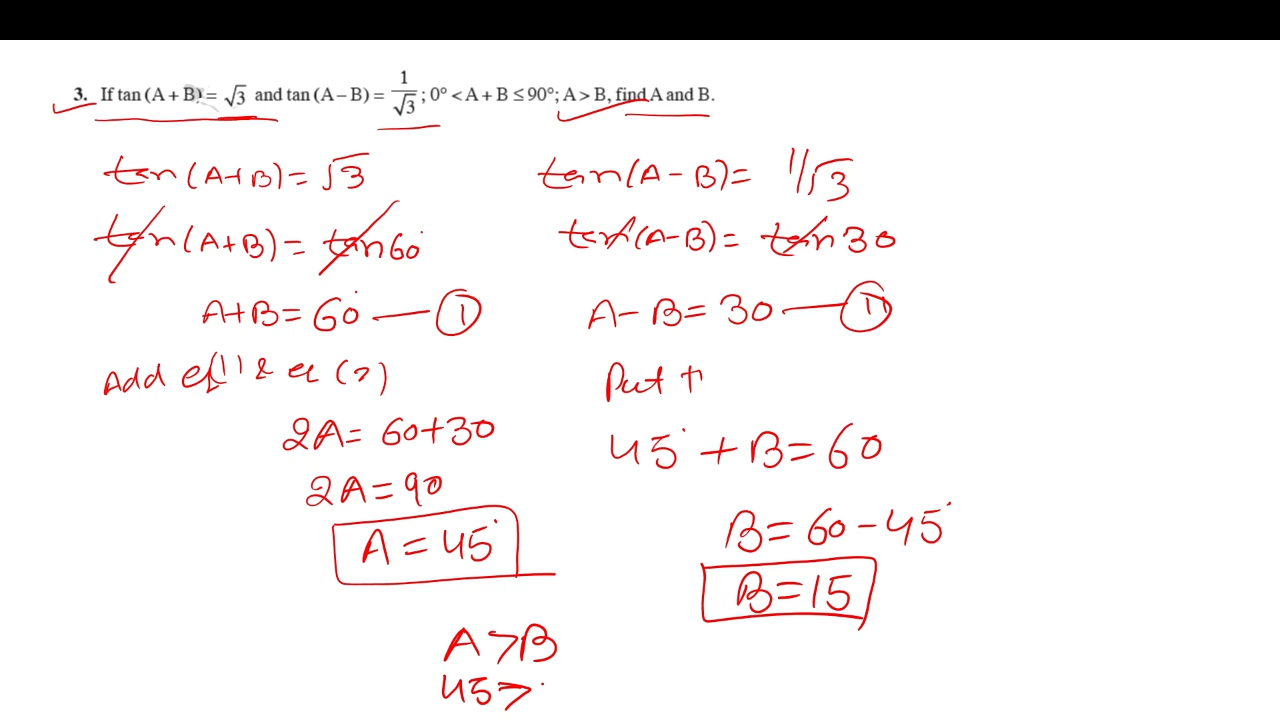 3. If tan (A + B) = √3 and tan (A – B) = 1/√3; 0° < A + B ≤ 90°; A > B, find A and B.
tan(A+B) = √3
tan(A+B) = tan60°
A+B = 60° — I
Add eq 1 & eq (2)
2A = 60+30
2A = 90
A = 45°
tan(A-B) = 1/√3
tan(A-B) = tan30
A-B = 30 — II
Put
45° + B = 60
B = 60-45°
B = 15
A > B
45 >